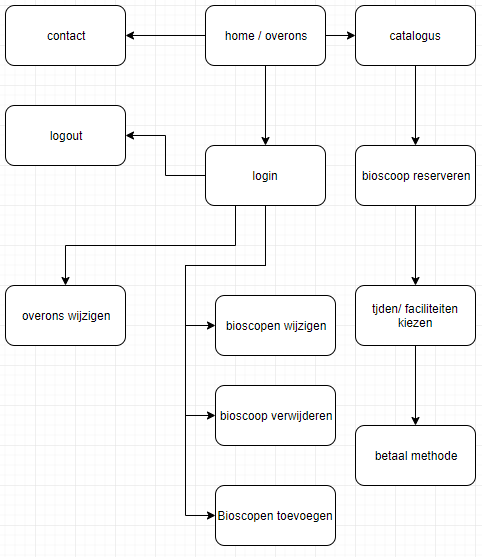 contact
home / overons
catalogus
logout
login
bioscoop reserveren
overons wijzigen
bioscopen wijzigen
tjden/ faciliteiten
kiezen
bioscoop verwijderen
betaal methode
Bioscopen toevoegen